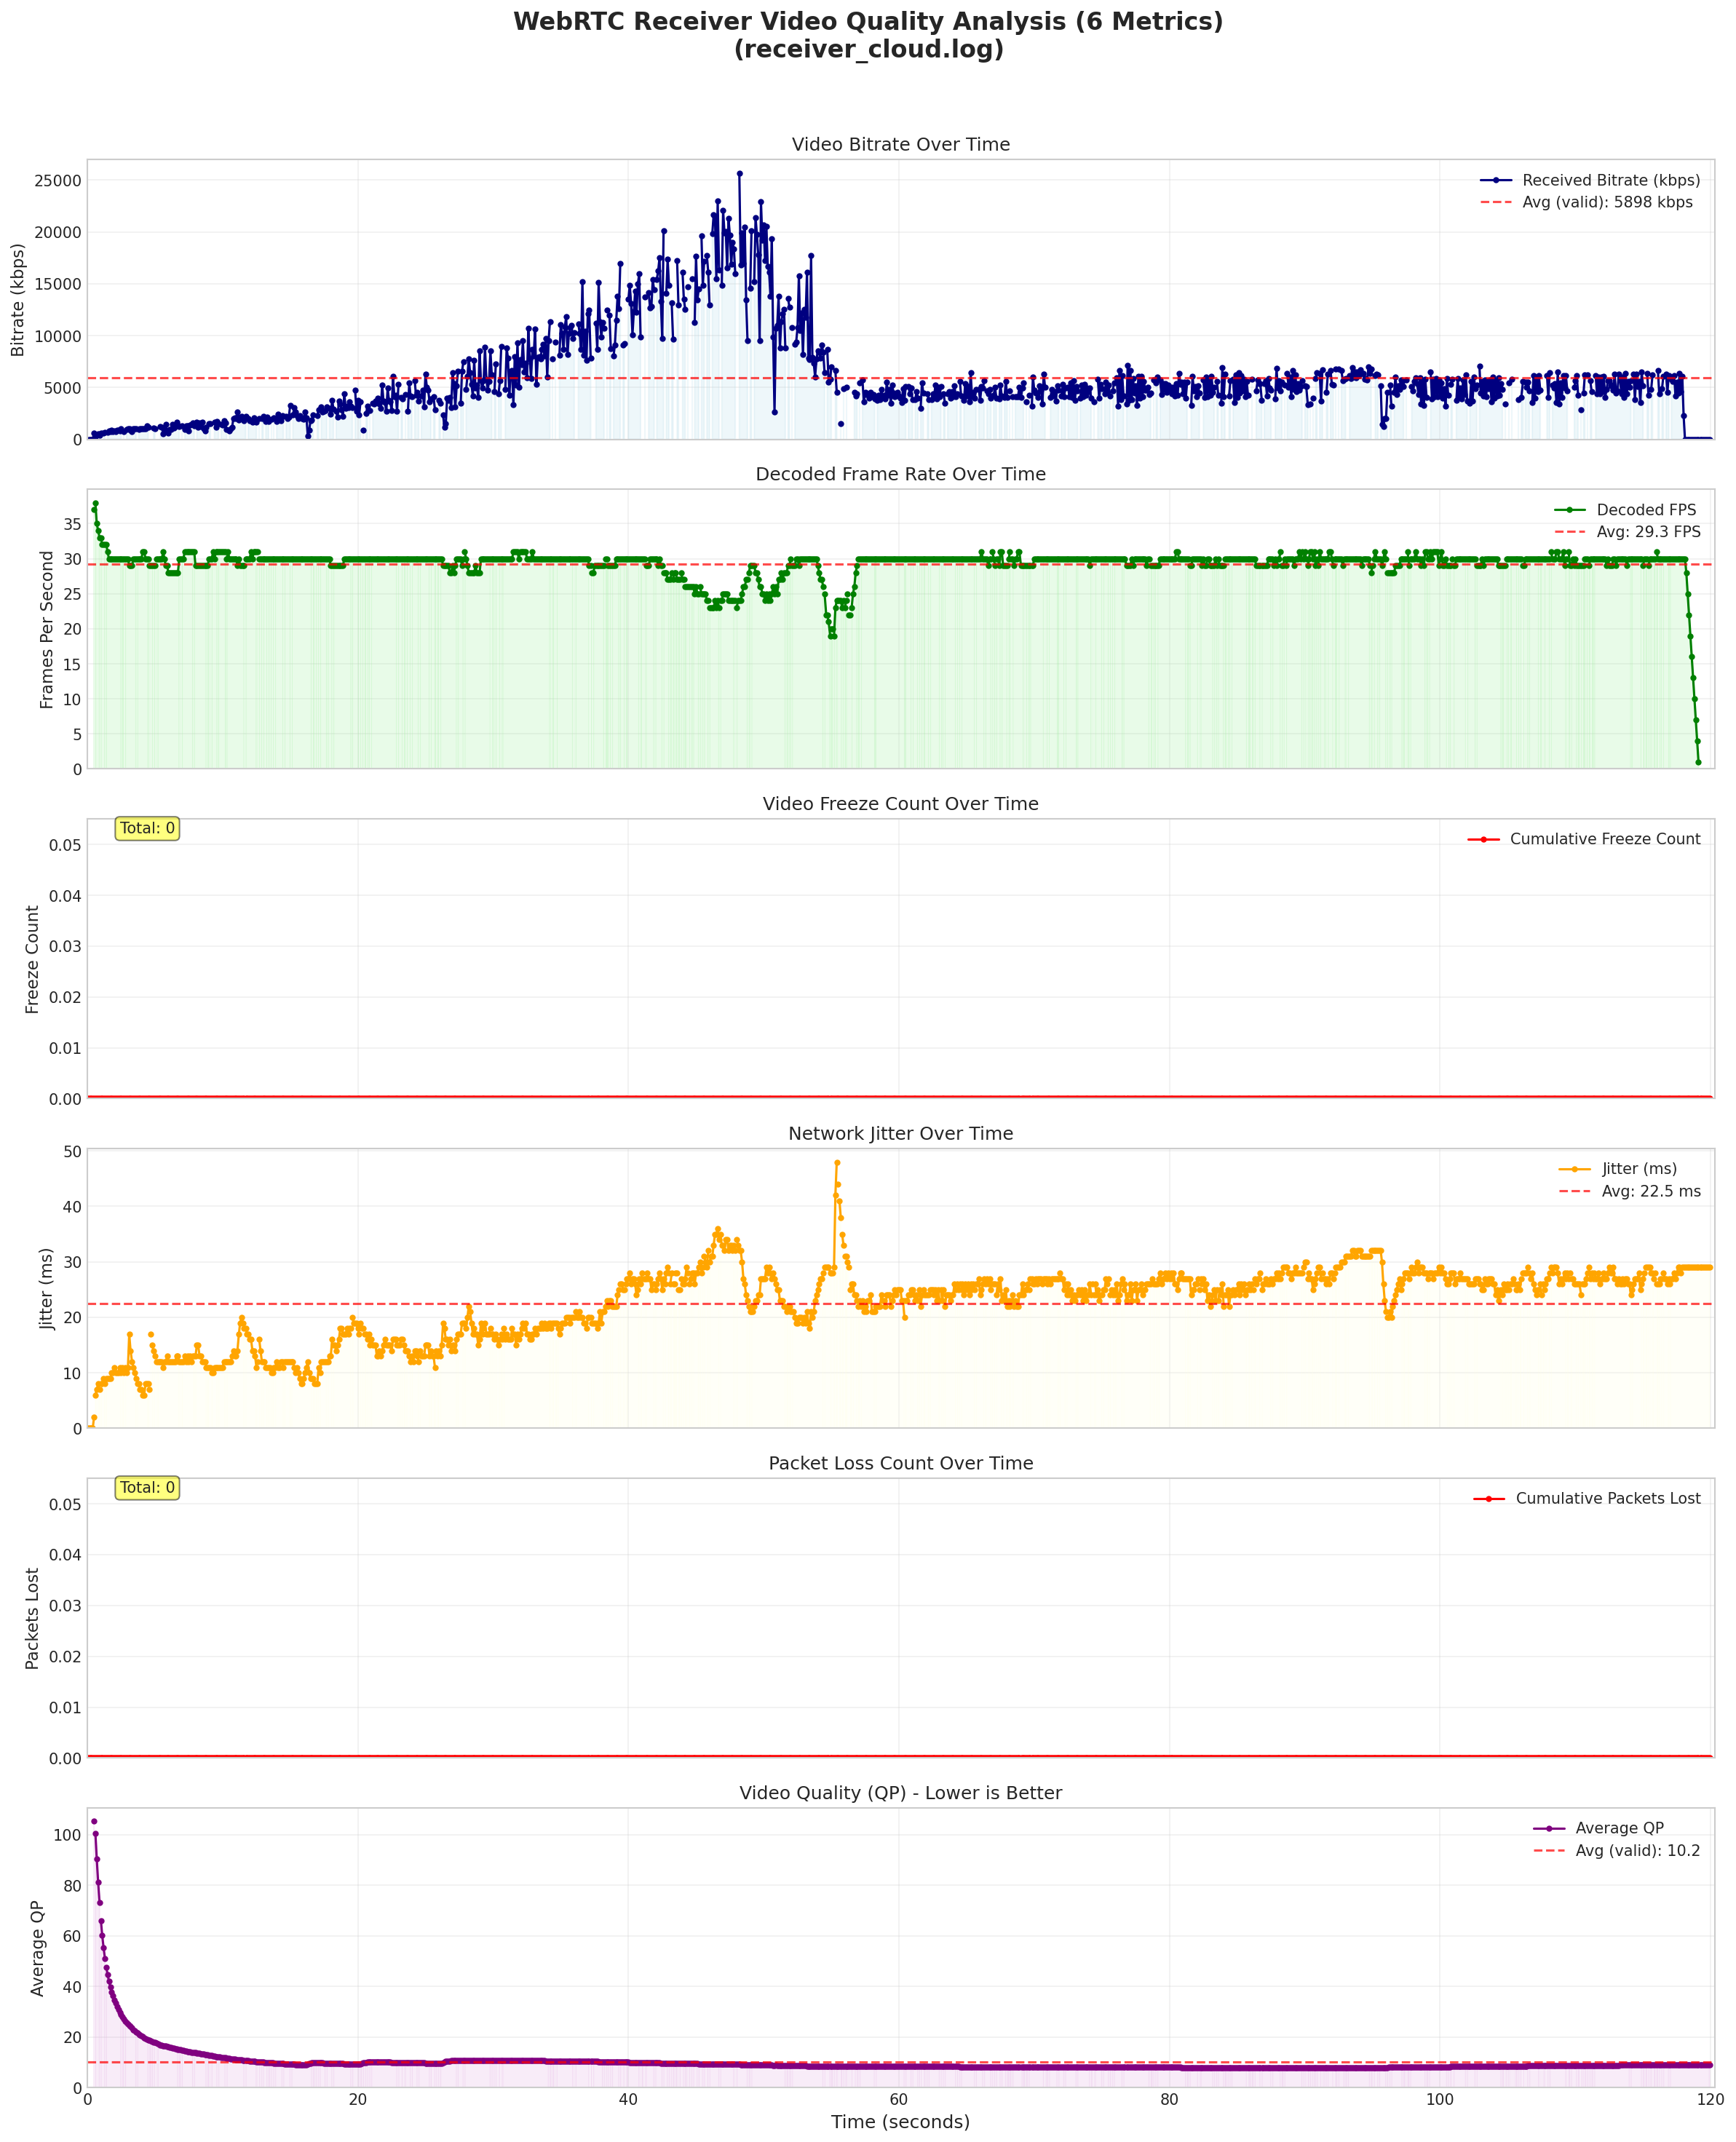 WebRTC Receiver Video Quality Analysis (6 Metrics)
(receiver_cloud.log)
Video Bitrate Over Time
Bitrate (kbps)
25000
20000
15000
10000
5000
0
Received Bitrate (kbps)
Avg (valid): 5898 kbps
Decoded Frame Rate Over Time
Frames Per Second
35
30
25
20
15
10
5
0
Decoded FPS
Avg: 29.3 FPS
Video Freeze Count Over Time
Total: 0
Freeze Count
0.05
0.04
0.03
0.02
0.01
0.00
Cumulative Freeze Count
Network Jitter Over Time
Jitter (ms)
50
40
30
20
10
0
Jitter (ms)
Avg: 22.5 ms
Packet Loss Count Over Time
Total: 0
Packets Lost
0.05
0.04
0.03
0.02
0.01
0.00
Cumulative Packets Lost
Video Quality (QP) - Lower is Better
Average QP
100
80
60
40
20
0
Average QP
Avg (valid): 10.2
0 20 40 60 80 100 120
Time (seconds)